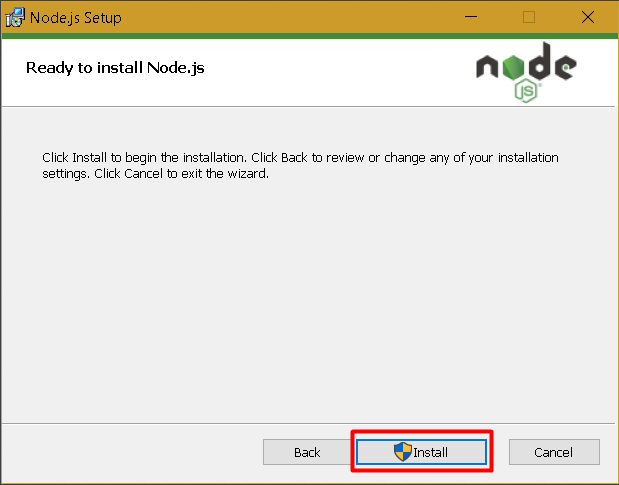 Node.js Setup
Ready to install Node.js
node
JS
Click Install to begin the installation. Click Back to review or change any of your installation
settings. Click Cancel to exit the wizard.
Back
Install
Cancel